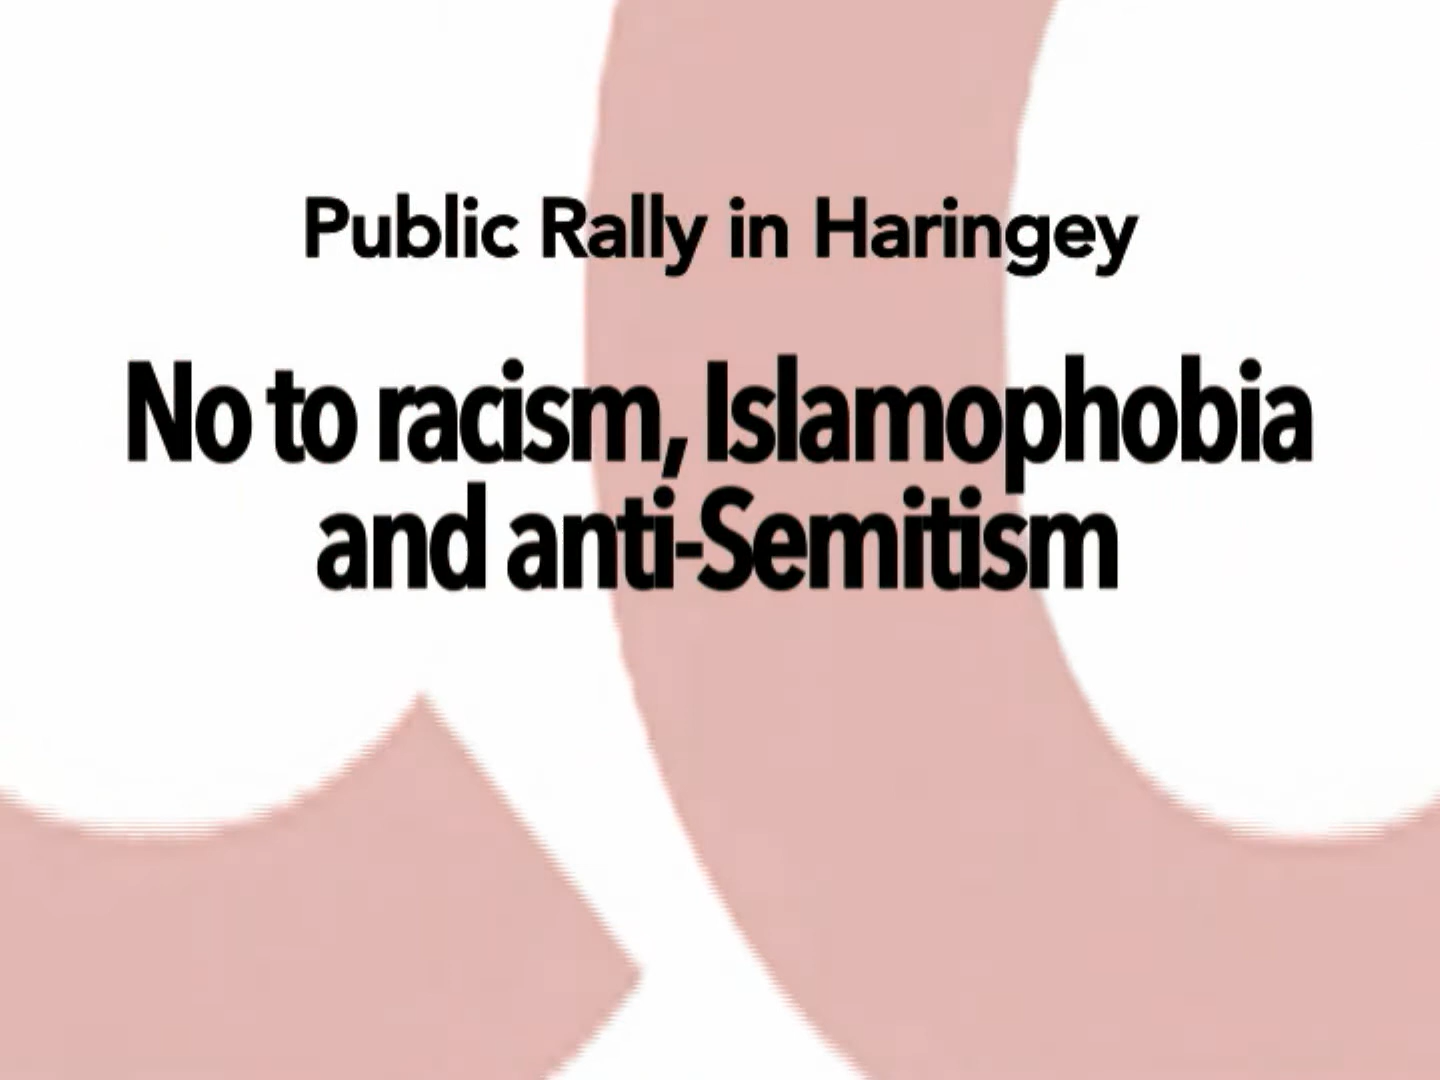 Public Rally in Haringey
No to racism, Islamophobia
and anti-Semitism